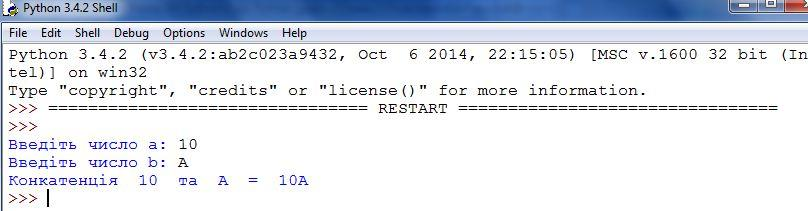 Python 3.4.2 Shell
File Edit Shell Debug Options Windows Help
Python 3.4.2 (v3.4.2:ab2c023a9432, Oct  6 2014, 22:15:05) [MSC v.1600 32 bit (In
tel)] on win32
Type "copyright", "credits" or "license()" for more information.
>>> ================================ RESTART ================================
>>>
Введіть число a: 10
Введіть число b: A
Конкатенція  10  та  A  =  10A
>>>